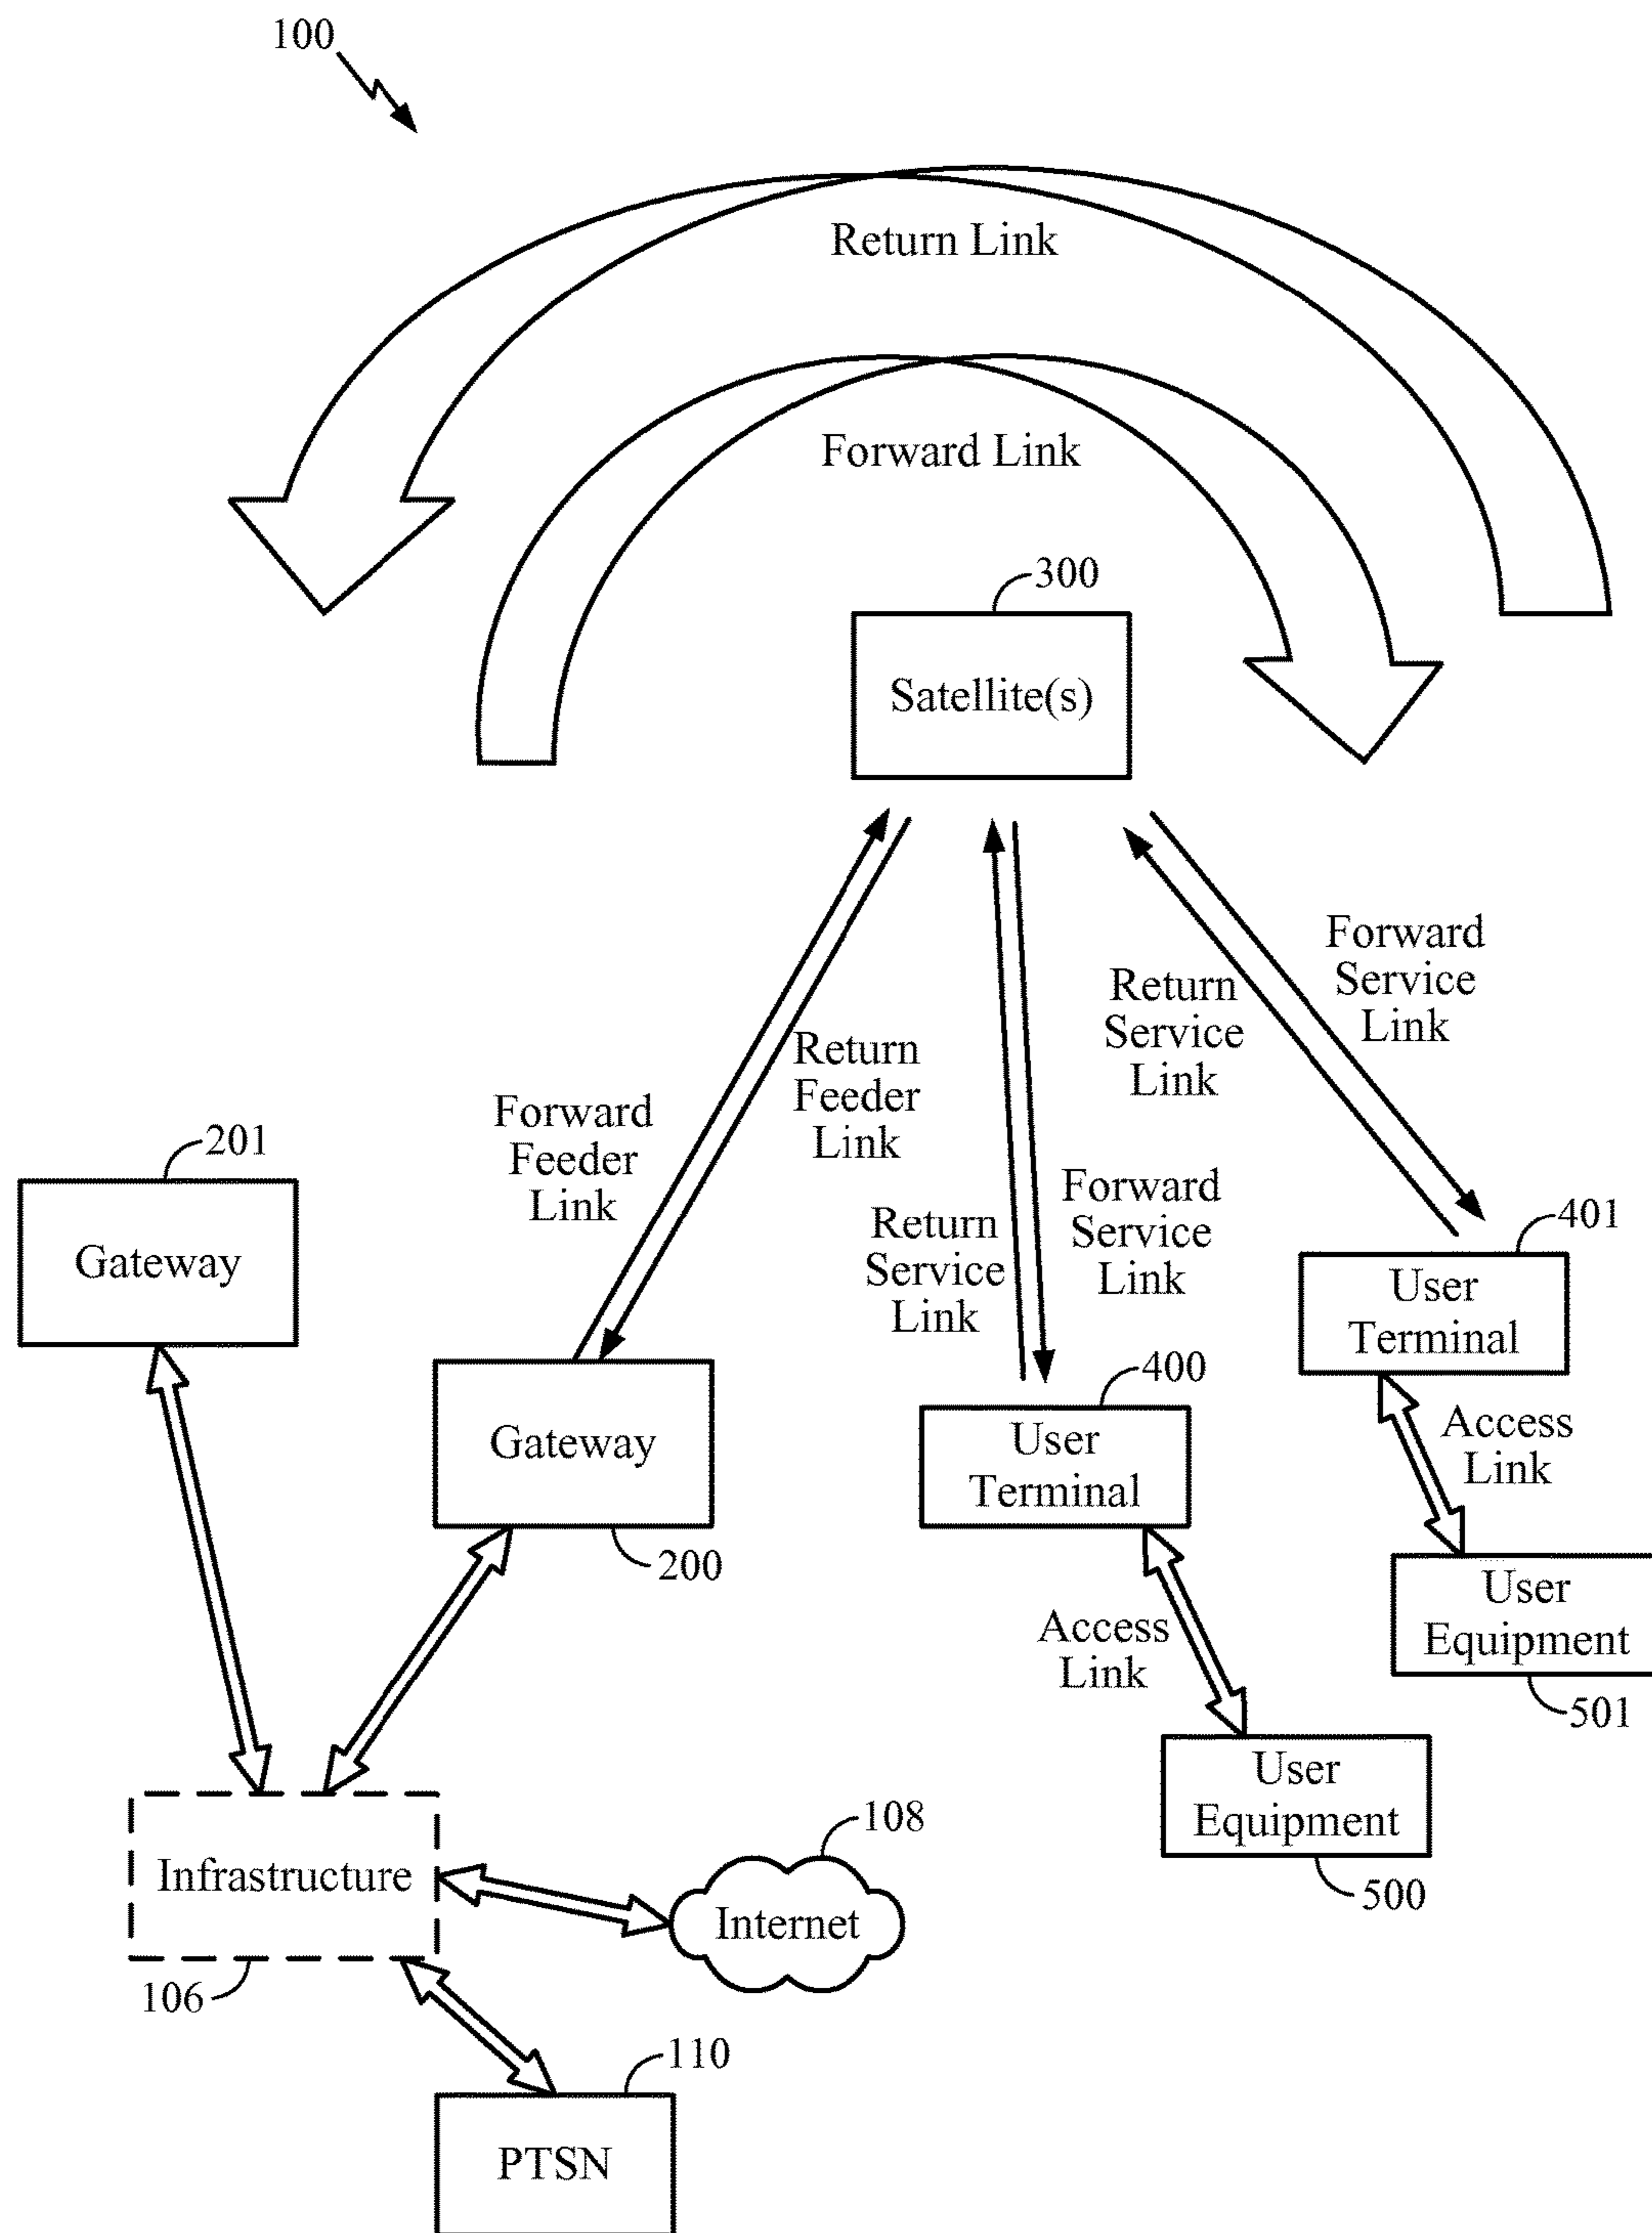 100
Return Link
Forward Link
300
Satellite(s)
Forward
Service
Link
Return
Service
Link
Return
Feeder
Link
Forward
Feeder
Link
201
Gateway
Forward
Service
Link
Return
Service
Link
401
User
Terminal
400
User
Terminal
Gateway
200
Access
Link
User
Equipment
501
Access
Link
User
Equipment
500
Infrastructure
106
108
Internet
110
PTSN